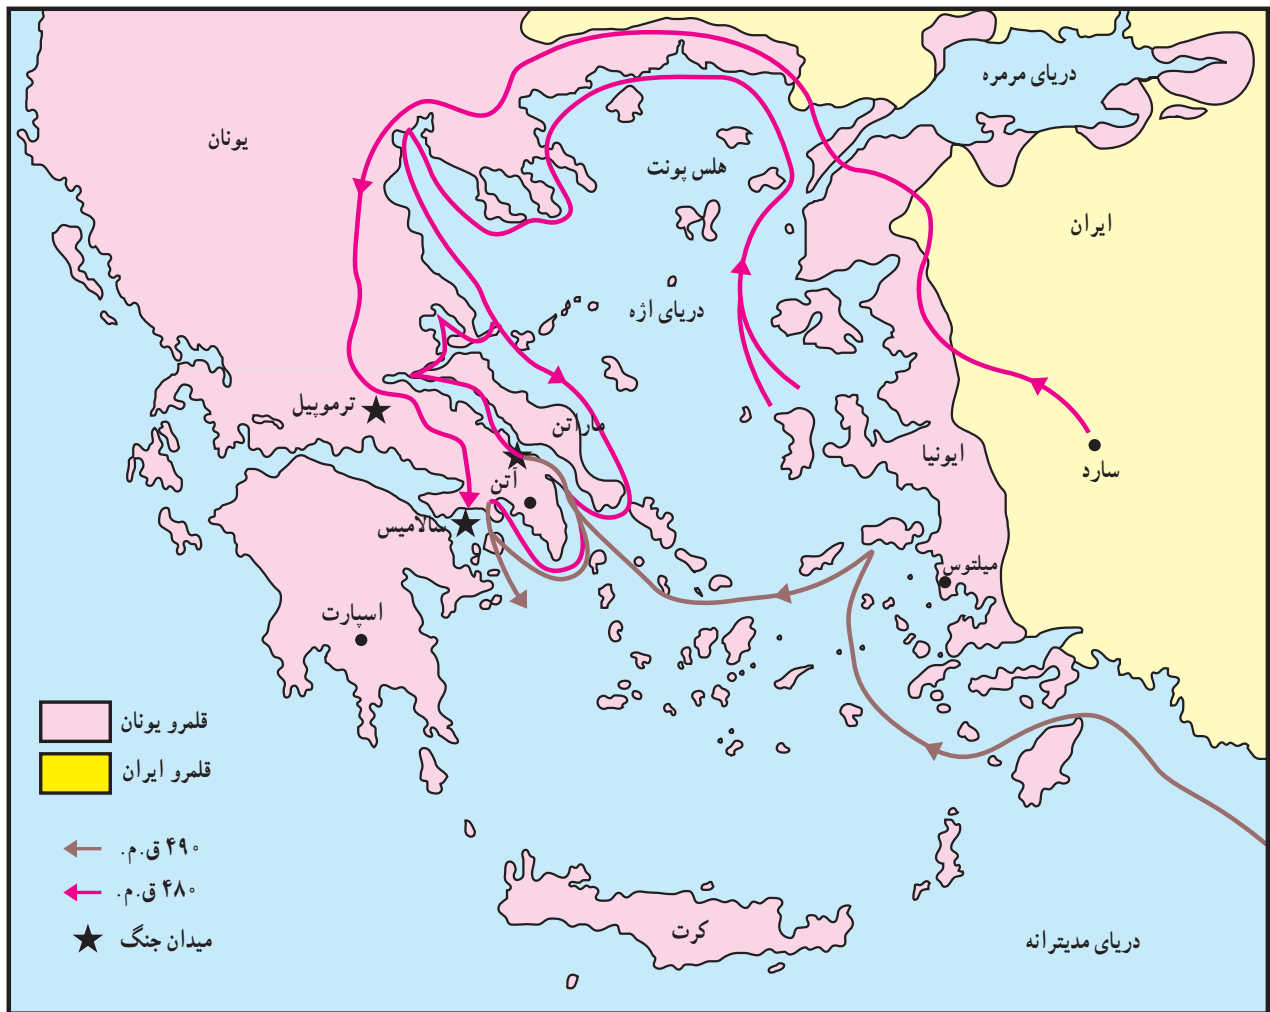 دریای مرمره
یونان
هلس پونت
ایران
دریای اژه
ترموپیل
ماراتن
ایونیا
سارد
آتن
سالامیس
میلتوس
اسپارت
قلمرو یونان
قلمرو ایران
۴۹۰ ق.م.
۴۸۰ ق.م.
میدان جنگ
کرت
دریای مدیترانه